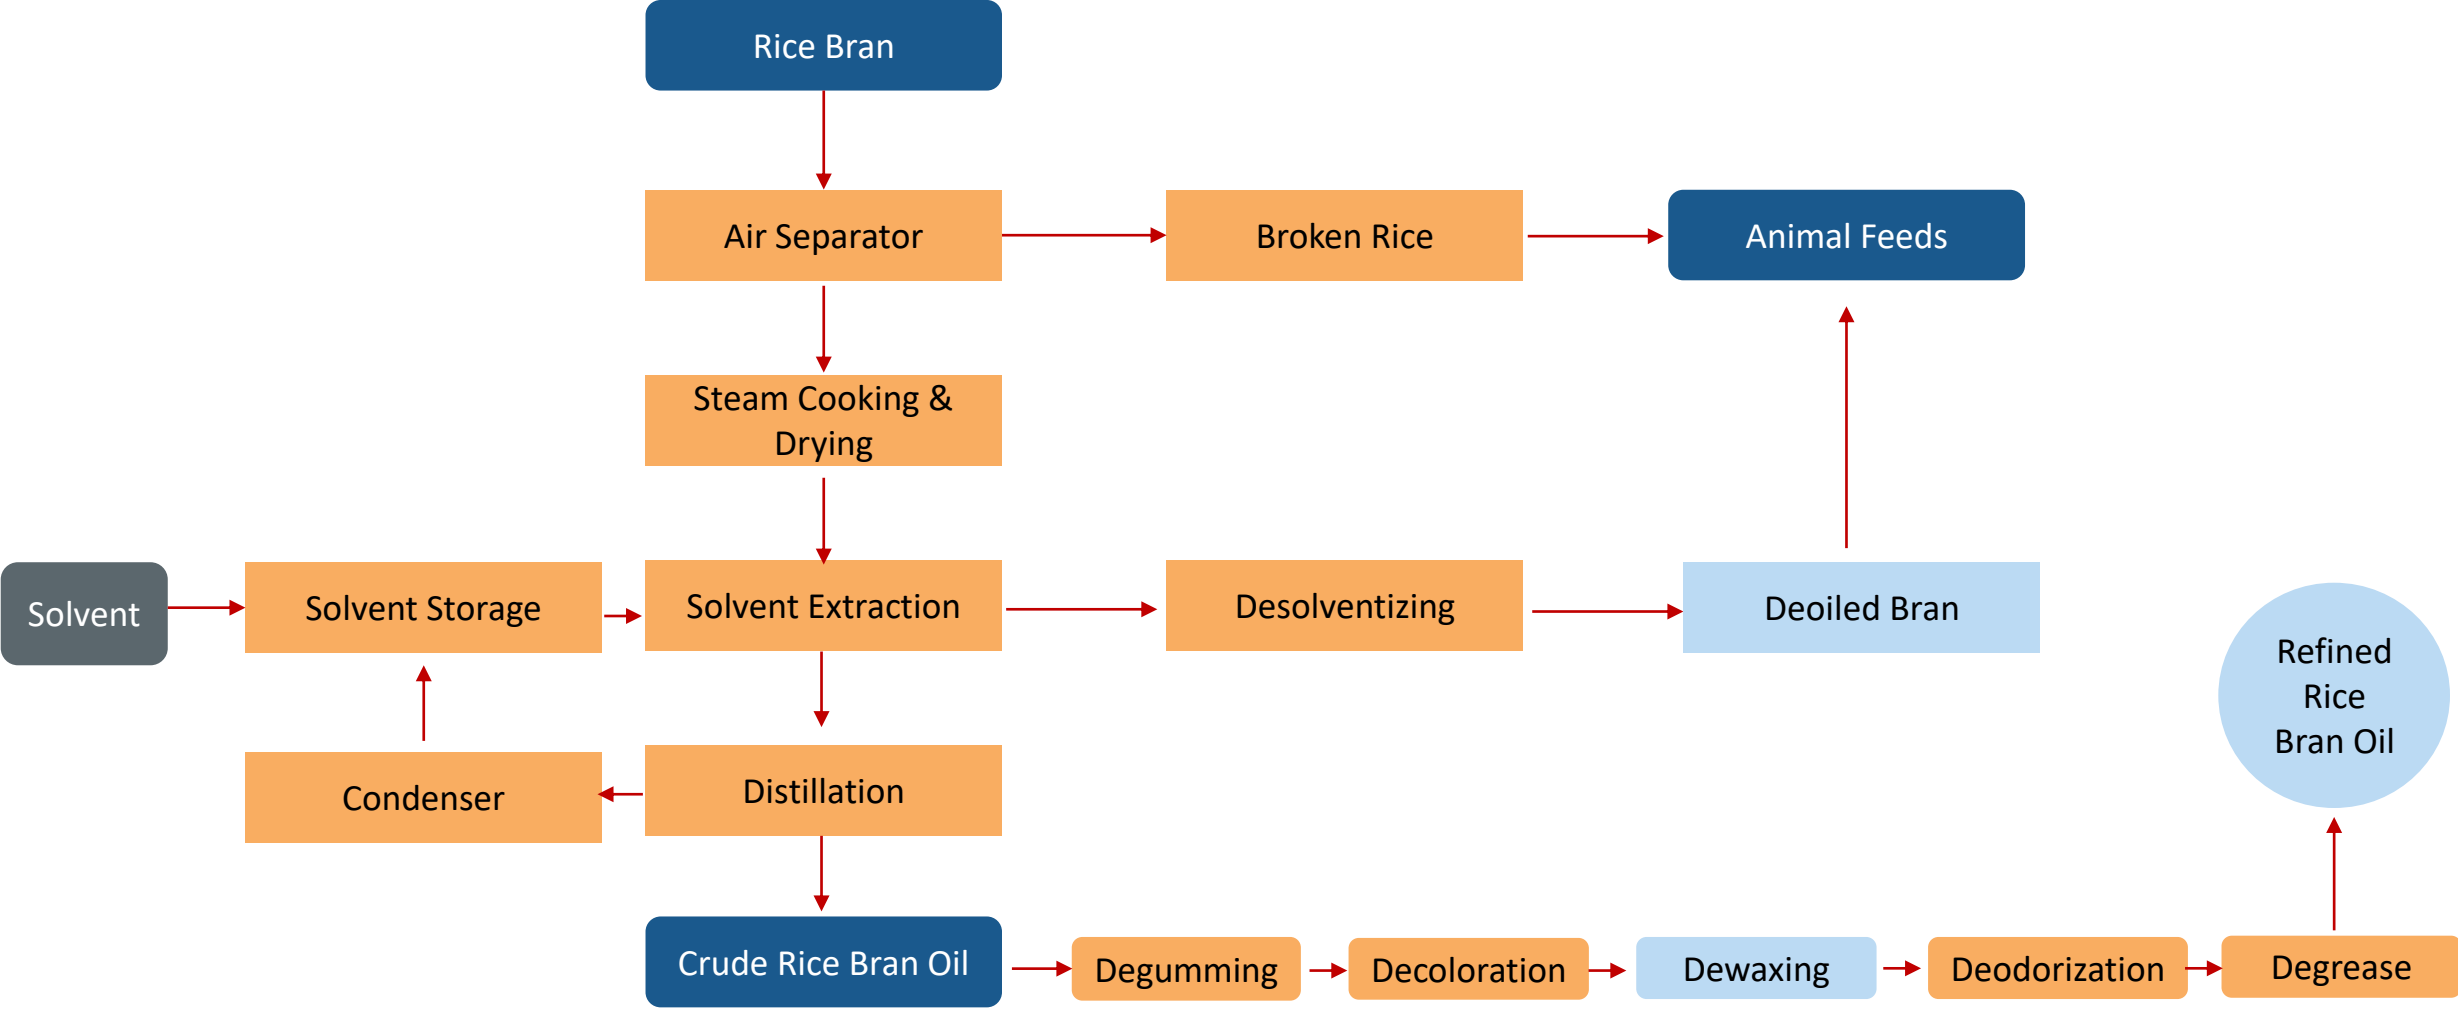 Rice Bran
Air Separator
Broken Rice
Animal Feeds
Steam Cooking &
Drying
Solvent
Solvent Storage
Solvent Extraction
Desolventizing
Deoiled Bran
Refined
Rice
Bran Oil
Condenser
Distillation
Crude Rice Bran Oil
Degumming
Decoloration
Dewaxing
Deodorization
Degrease